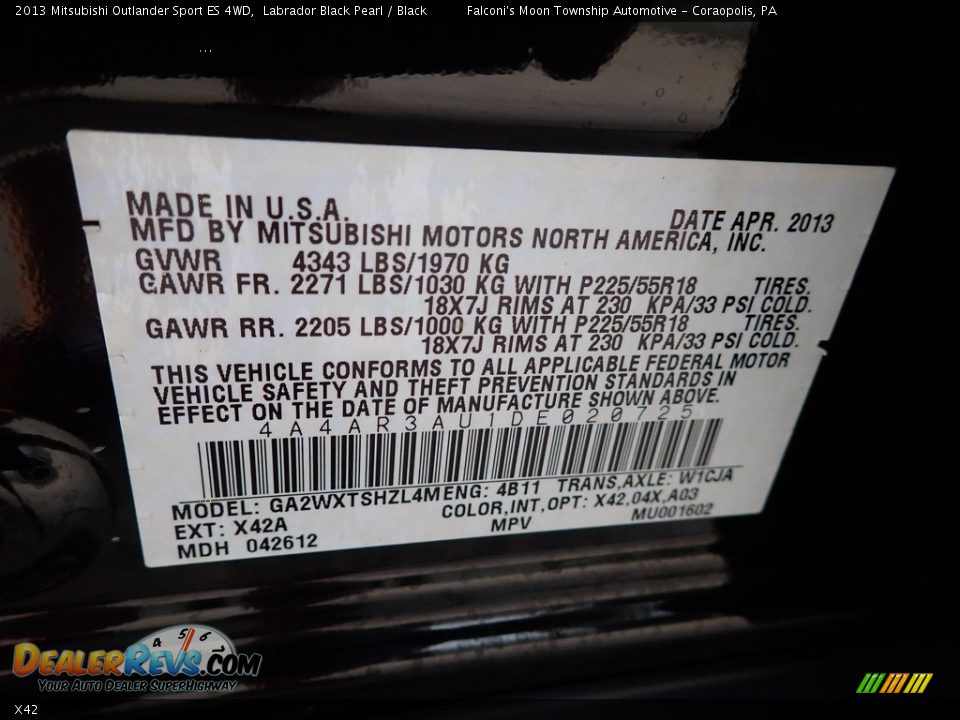 2013 Mitsubishi Outlander Sport ES 4WD, Labrador Black Pearl / Black Falconi's Moon Township Automotive - Coraopolis, PA
MADE IN U.S.A. DATE APR. 2013
MFD BY MITSUBISHI MOTORS NORTH AMERICA, INC.
GVWR 4343 LBS/1970 KG
GAWR FR. 2271 LBS/1030 KG WITH P225/55R18 TIRES.
18X7J RIMS AT 230 KPA/33 PSI COLD.
GAWR RR. 2205 LBS/1000 KG WITH P225/55R18 TIRES.
18X7J RIMS AT 230 KPA/33 PSI COLD.
THIS VEHICLE CONFORMS TO ALL APPLICABLE FEDERAL MOTOR
VEHICLE SAFETY AND THEFT PREVENTION STANDARDS IN
EFFECT ON THE DATE OF MANUFACTURE SHOWN ABOVE.
4A4AR3AU1DE020725
MODEL: GA2WXTSHZL4M ENG: 4B11 TRANS,AXLE: W1CJA
EXT: X42A COLOR,INT,OPT: X42,04X,A03
MDH 042612 MPV MU001602
4 5 6
DEALERREVS.COM
YOUR AUTO DEALER SUPERHIGHWAY
X42